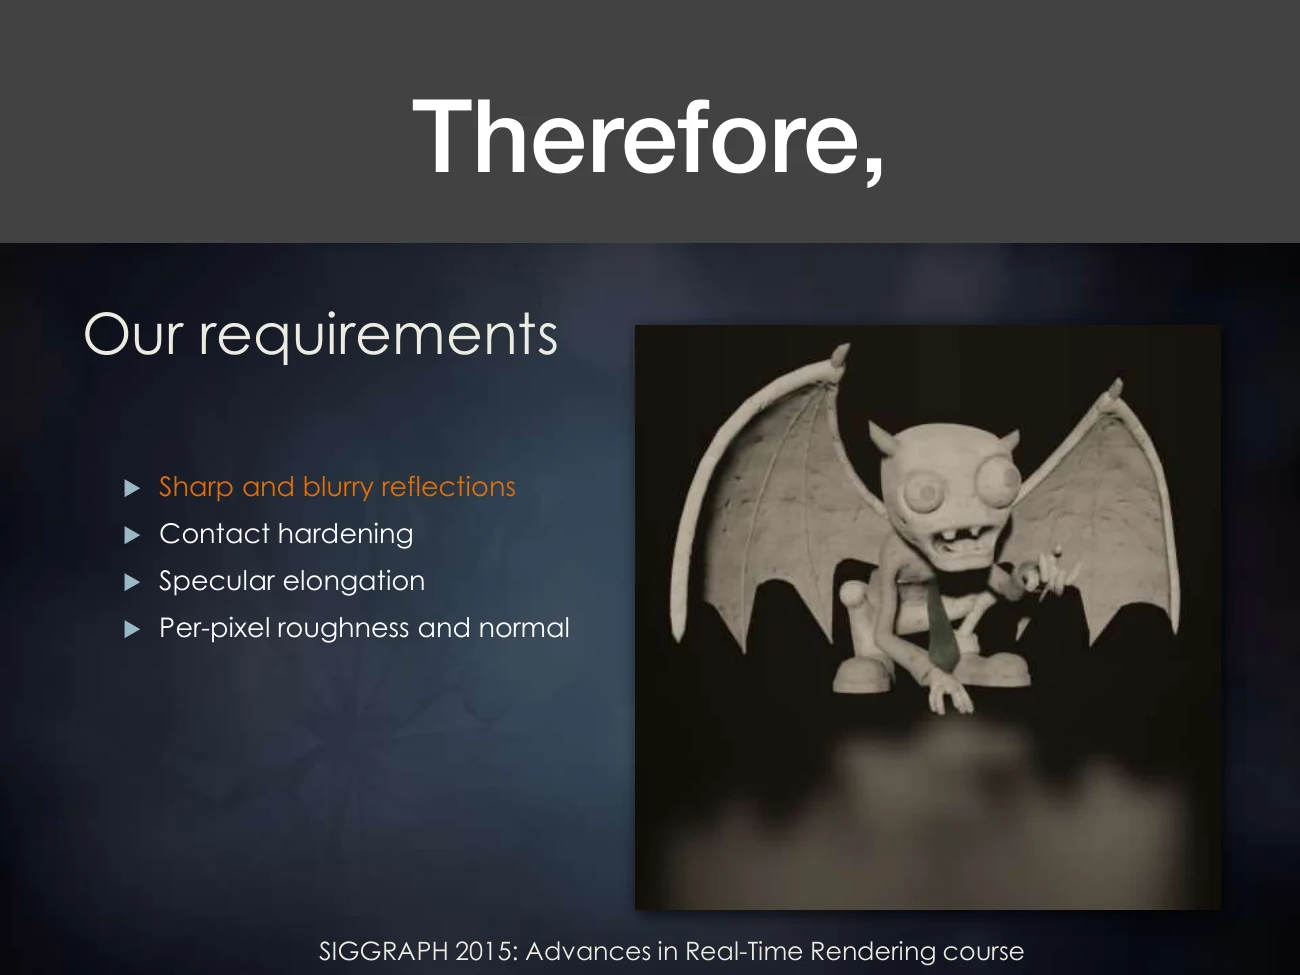 Therefore,
Our requirements
Sharp and blurry reflections
Contact hardening
Specular elongation
Per-pixel roughness and normal
SIGGRAPH 2015: Advances in Real-Time Rendering course